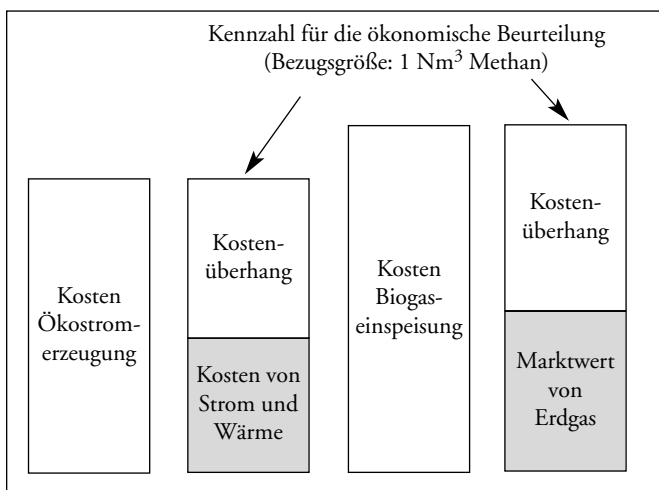 Kennzahl für die ökonomische Beurteilung
(Bezugsgröße: 1 Nm³ Methan)
Kosten
Ökostrom-
erzeugung
Kosten-
überhang
Kosten von
Strom und
Wärme
Kosten
Biogas-
einspeisung
Kosten-
überhang
Marktwert
von
Erdgas